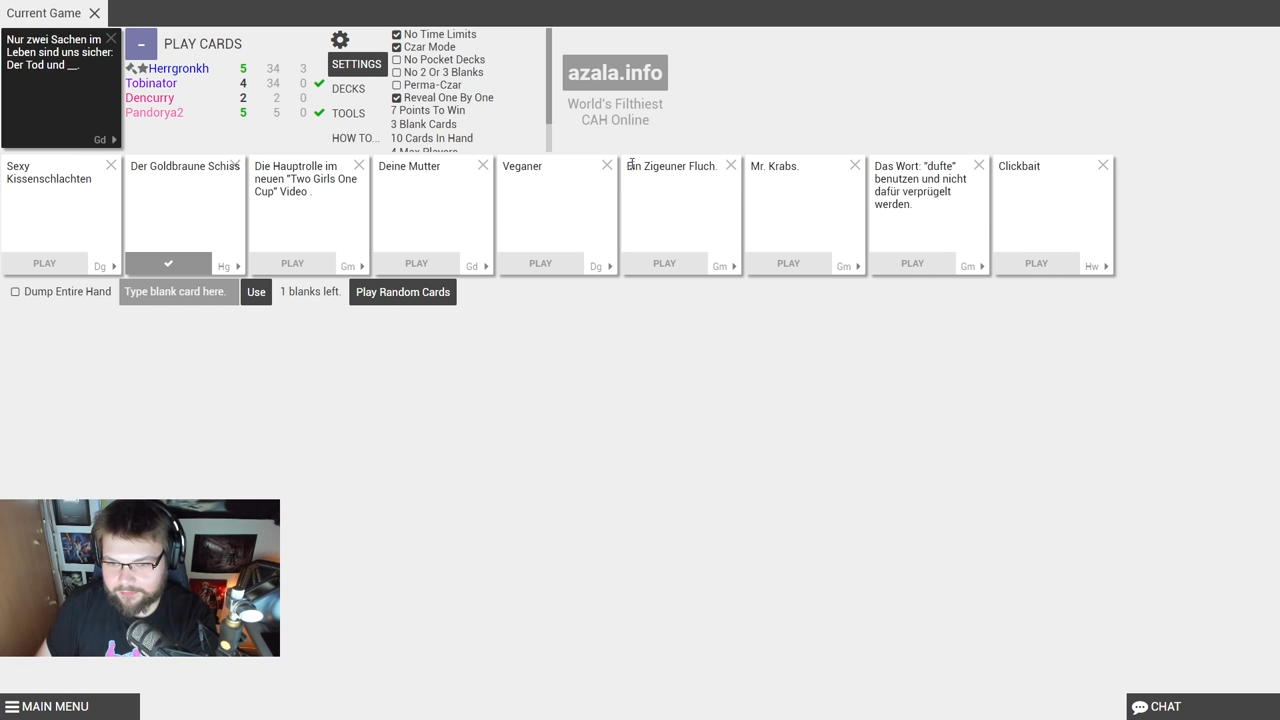 Current Game
Nur zwei Sachen im
Leben sind uns sicher.
Der Tod und __.
Gd
-
PLAY CARDS
Herrgronkh 5 34 3
Tobinator 4 34 0
Dencurry 2 2 0
Pandorya2 5 5 0
SETTINGS
DECKS
TOOLS
HOW TO...
No Time Limits
Czar Mode
No Pocket Decks
No 2 Or 3 Blanks
Perma-Czar
Reveal One By One
7 Points To Win
3 Blank Cards
10 Cards In Hand
4 Max Players
azala.info
World's Filthiest
CAH Online
Sexy
Kissenschlachten
PLAY
Dg
Der Goldbraune Schiss
Hg
Die Hauptrolle im
neuen "Two Girls One
Cup" Video .
PLAY
Gm
Deine Mutter
PLAY
Gd
Veganer
PLAY
Dg
Ein Zigeuner Fluch.
PLAY
Gm
Mr. Krabs.
PLAY
Gm
Das Wort: "dufte"
benutzen und nicht
dafür verprügelt
werden.
PLAY
Gm
Clickbait
PLAY
Hw
Dump Entire Hand
Type blank card here.
Use
1 blanks left.
Play Random Cards
MAIN MENU
CHAT